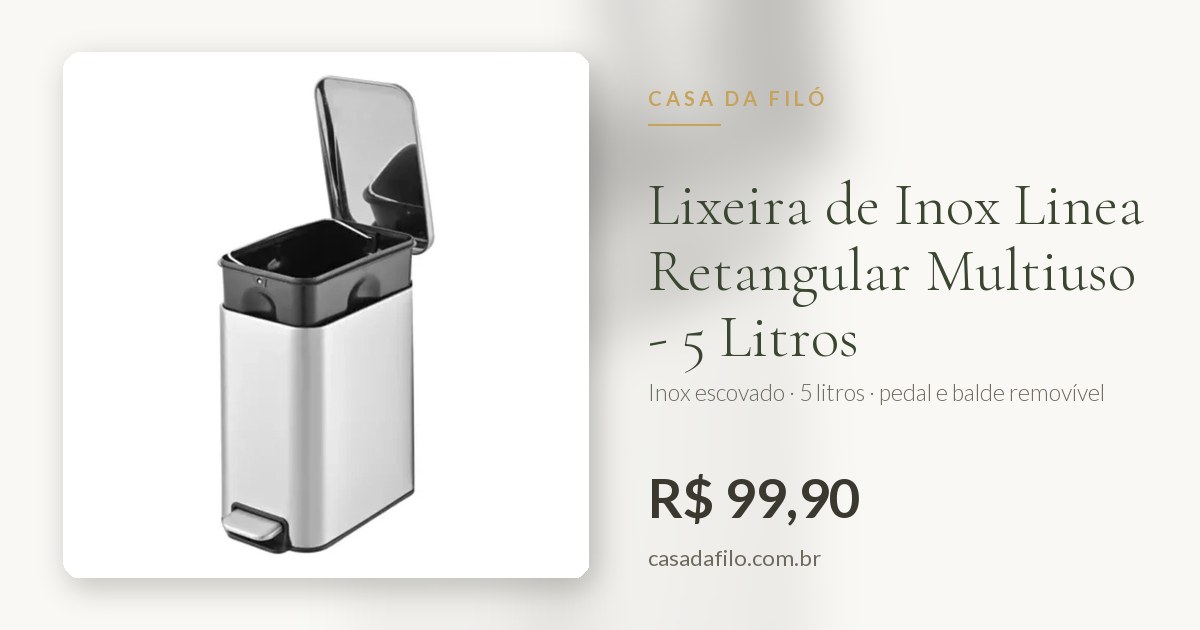 CASA DA FILÓ
Lixeira de Inox Linea
Retangular Multiuso
- 5 Litros
Inox escovado · 5 litros · pedal e balde removível
R$ 99,90
casadafilo.com.br